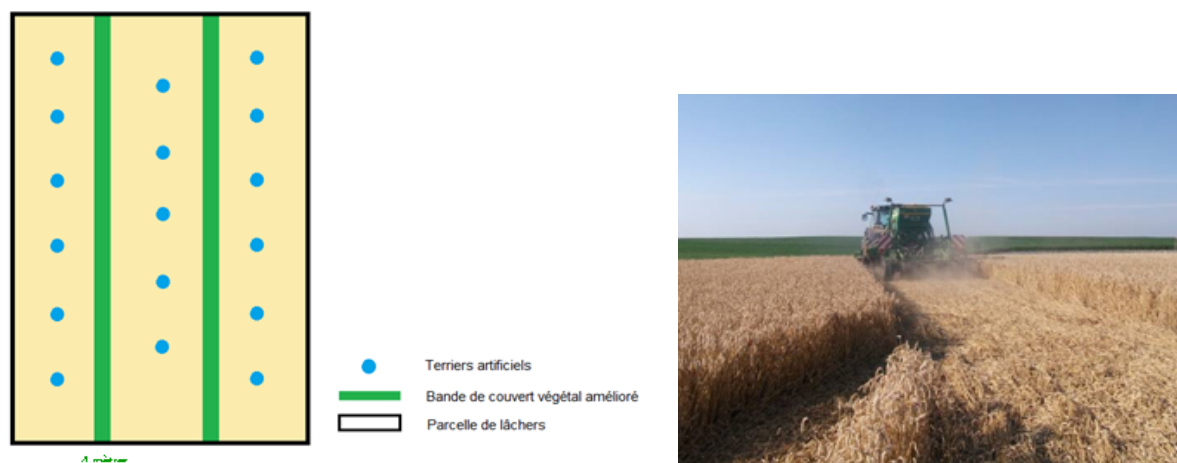 Terriers artificiels
Bande de couvert végétal amélioré
Parcelle de lâchers